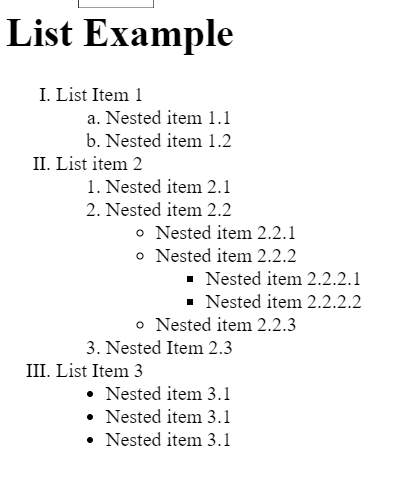 List Example
I. List Item 1
a. Nested item 1.1
b. Nested item 1.2
II. List item 2
1. Nested item 2.1
2. Nested item 2.2
○ Nested item 2.2.1
○ Nested item 2.2.2
▪ Nested item 2.2.2.1
▪ Nested item 2.2.2.2
○ Nested item 2.2.3
3. Nested Item 2.3
III. List Item 3
• Nested item 3.1
• Nested item 3.1
• Nested item 3.1